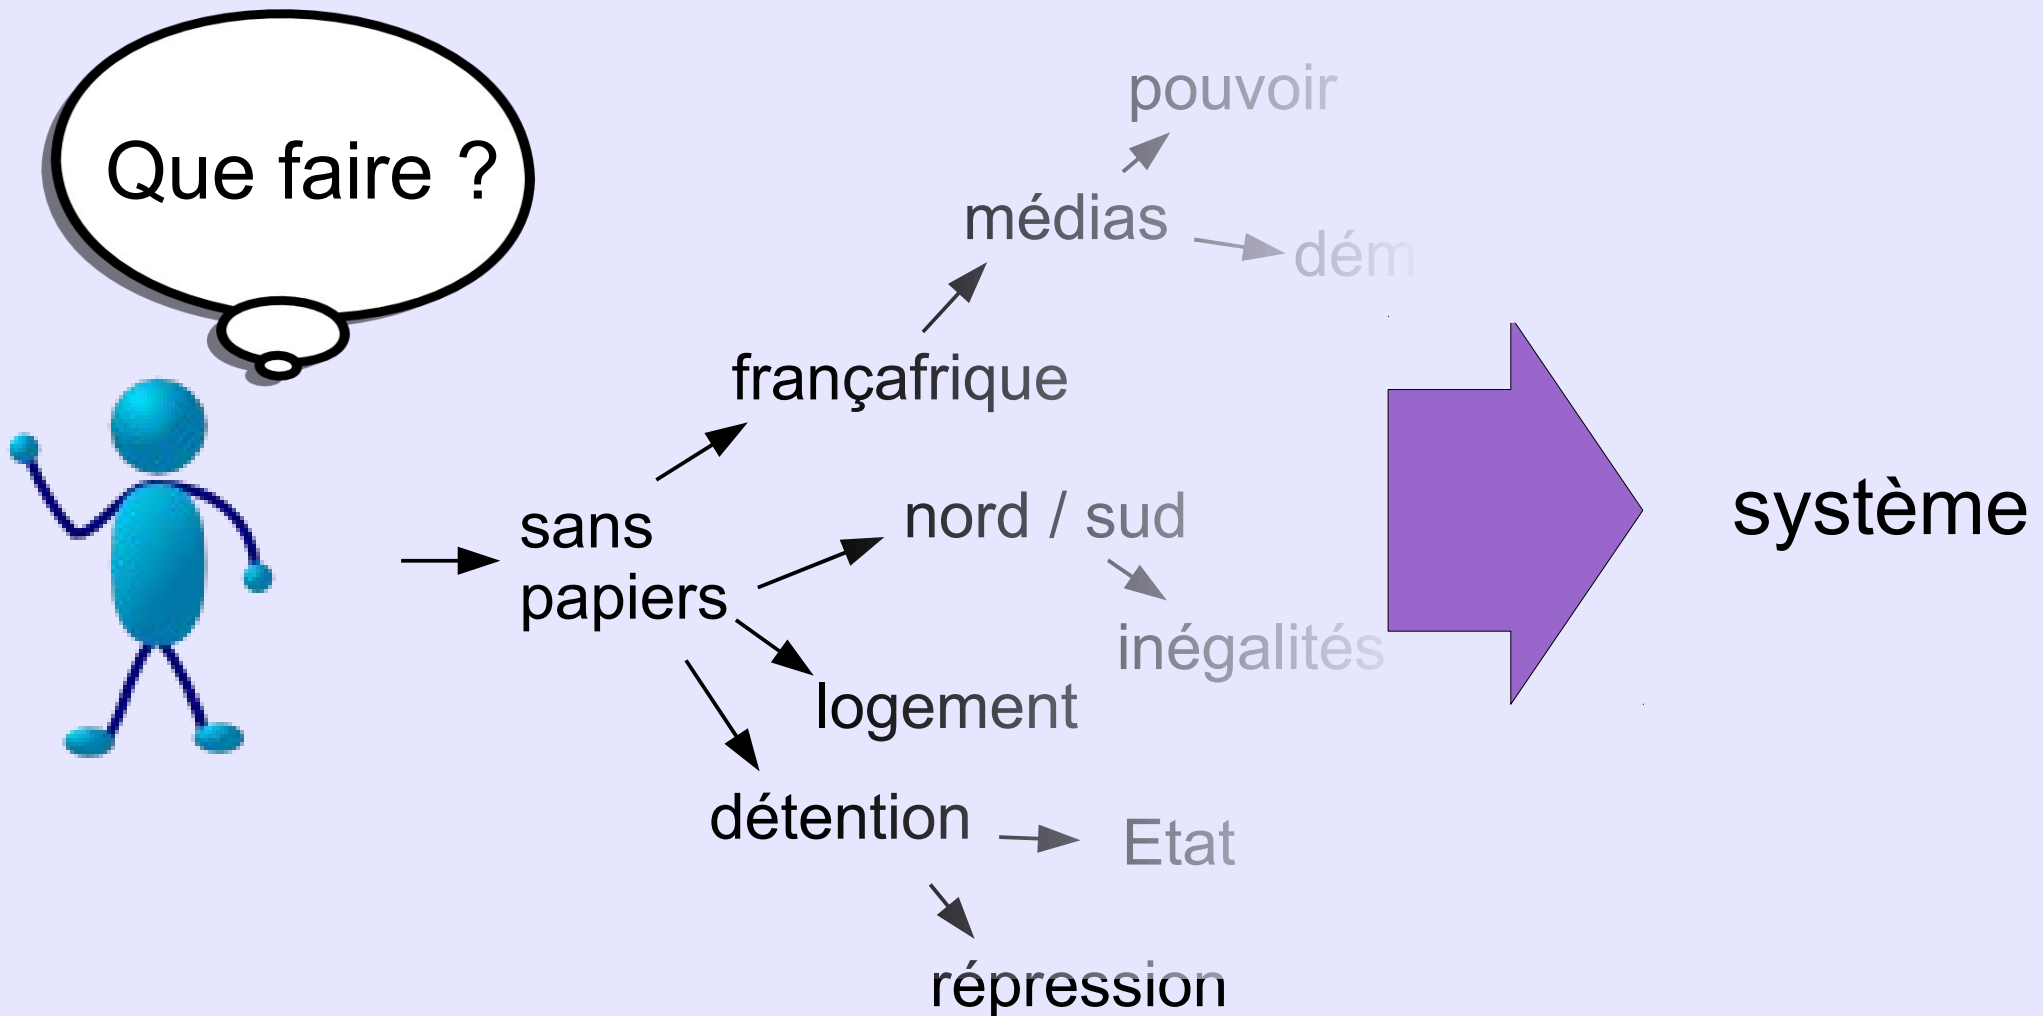 Que faire ?
pouvoir
médias
dém
françafrique
sans
papiers
nord / sud
système
inégalités
logement
détention
Etat
répression